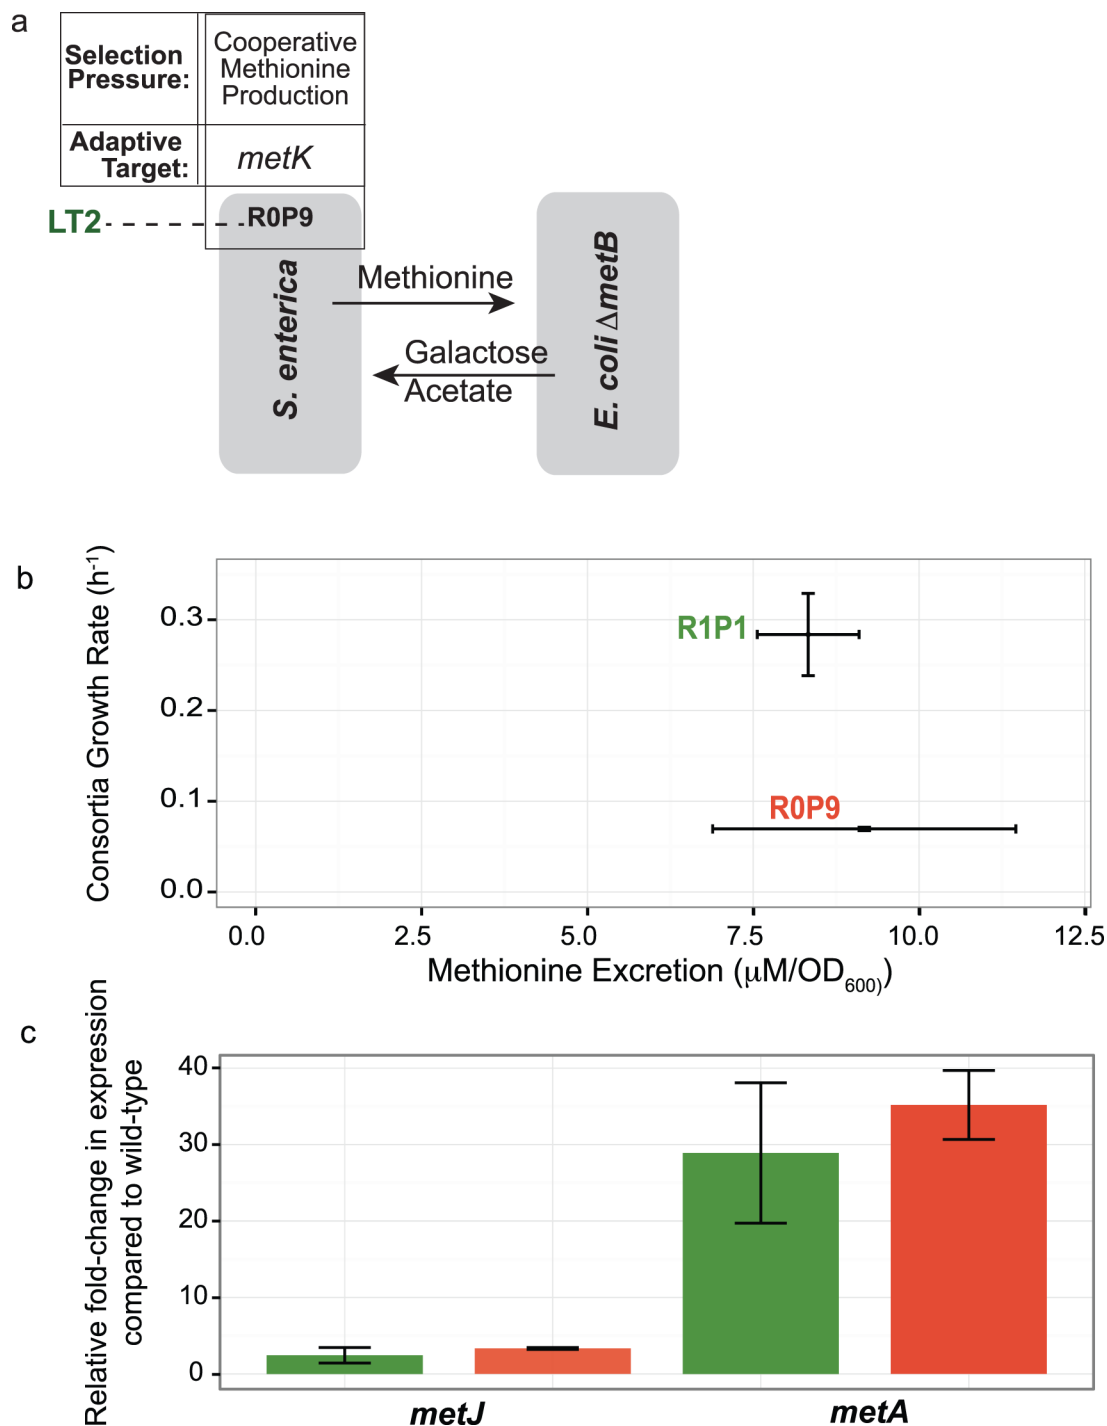 a
Selection
Pressure:
Cooperative
Methionine
Production
Adaptive
Target:
metK
LT2
R0P9
S. enterica
Methionine
Galactose
Acetate
E. coli ΔmetB
b
Consortia Growth Rate (h⁻¹)
0.3
0.2
0.1
0.0
R1P1
R0P9
0.0 2.5 5.0 7.5 10.0 12.5
Methionine Excretion (μM/OD₆₀₀₎)
c
Relative fold-change in expression
compared to wild-type
40
30
20
10
0
metJ metA